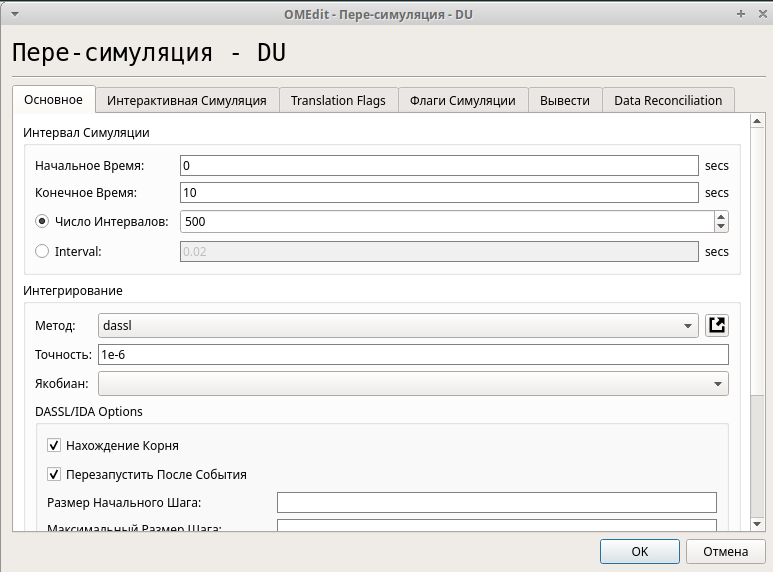 OMEdit - Пере-симуляция - DU
Пере-симуляция - DU
Основное Интерактивная Симуляция Translation Flags Флаги Симуляции Вывести Data Reconciliation
Интервал Симуляции
Начальное Время: 0 secs
Конечное Время: 10 secs
Число Интервалов: 500
Interval: 0.02 secs
Интегрирование
Метод: dassl
Точность: 1e-6
Якобиан:
DASSL/IDA Options
Нахождение Корня
Перезапустить После События
Размер Начального Шага:
Максимальный Размер Шага:
OK Отмена